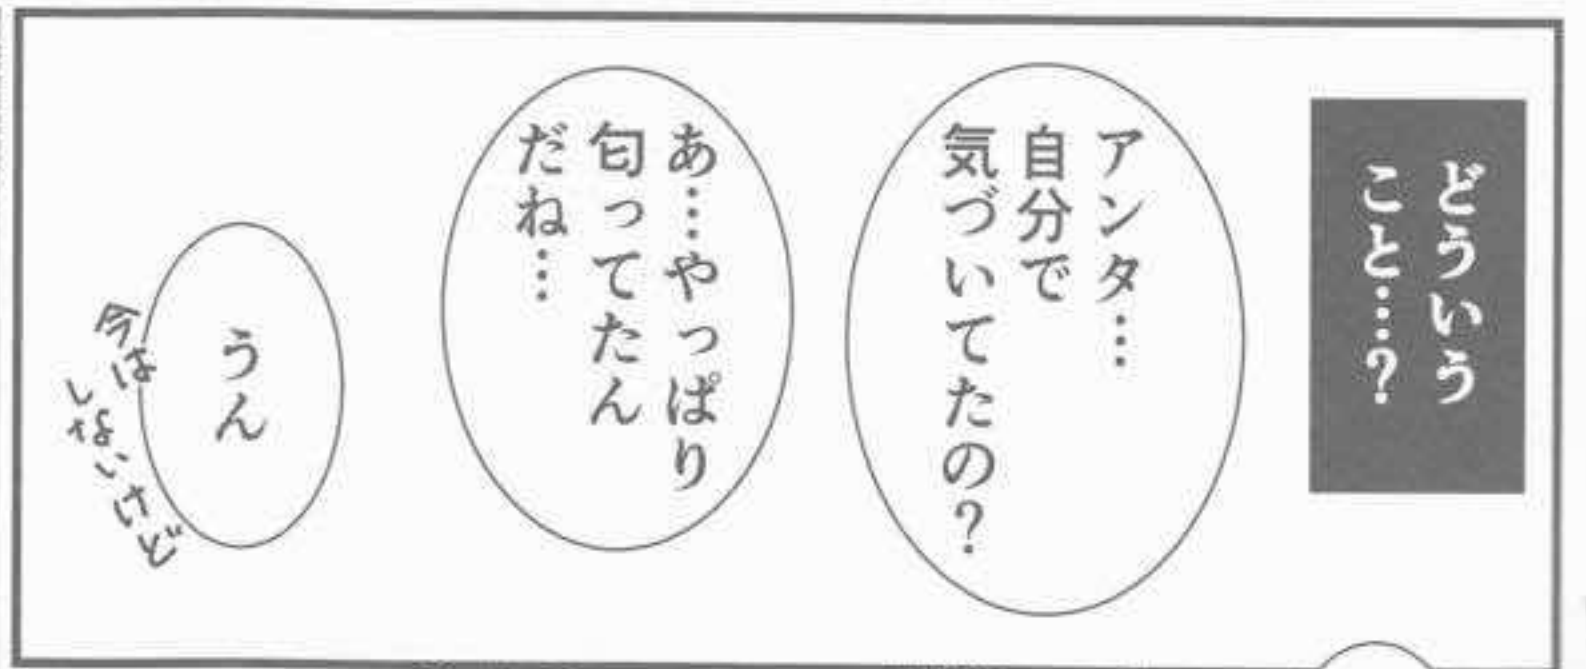 どういう
こと…?
アンタ…
自分で
気づいてたの?
あ…やっぱり
匂ってたん
だね…
うん
今は
しないけど